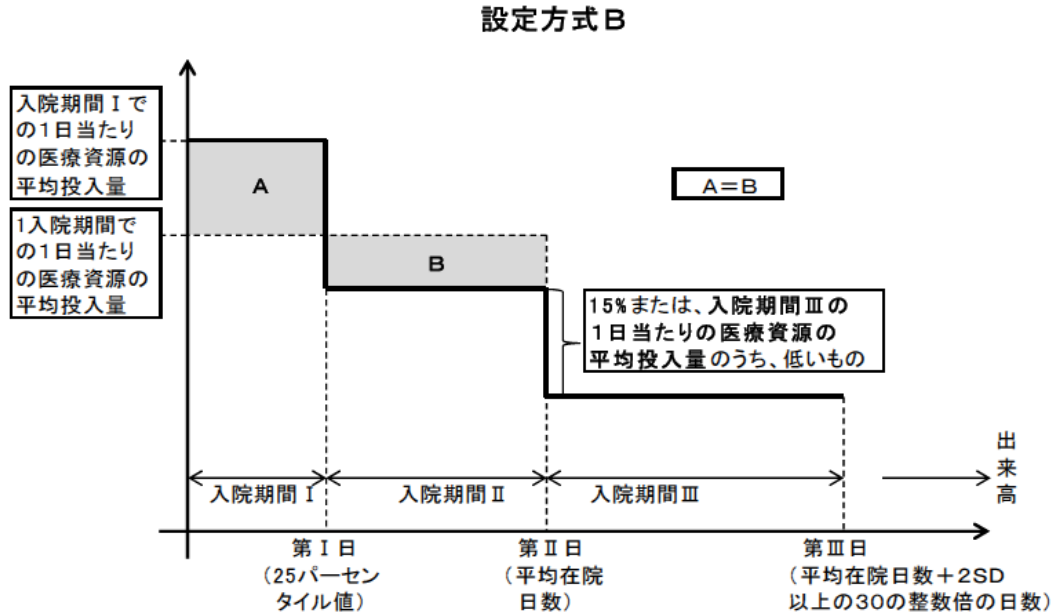 設定方式B
入院期間Ⅰで
の1日当たり
の医療資源の
平均投入量
A
A=B
1入院期間で
の1日当たり
の医療資源の
平均投入量
B
15%または、入院期間Ⅲの
1日当たりの医療資源の
平均投入量のうち、低いもの
出
来
高
入院期間Ⅰ
入院期間Ⅱ
入院期間Ⅲ
第Ⅰ日
(25パーセン
タイル値)
第Ⅱ日
(平均在院
日数)
第Ⅲ日
(平均在院日数+2SD
以上の30の整数倍の日数)